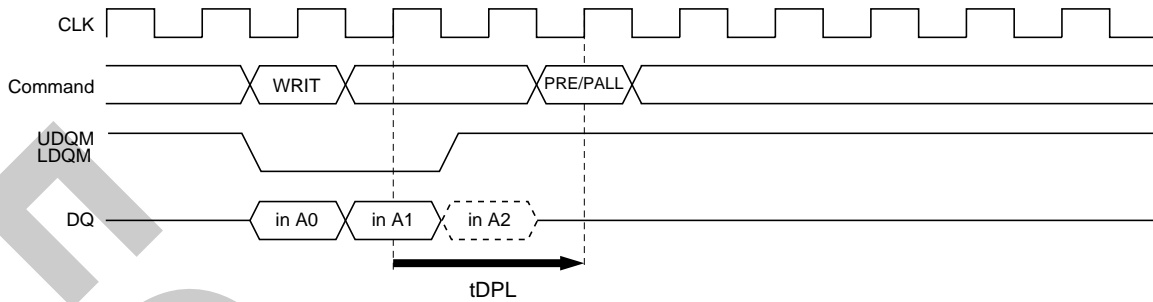 CLK
Command
WRIT
PRE/PALL
UDQM
LDQM
DQ
in A0
in A1
in A2
tDPL